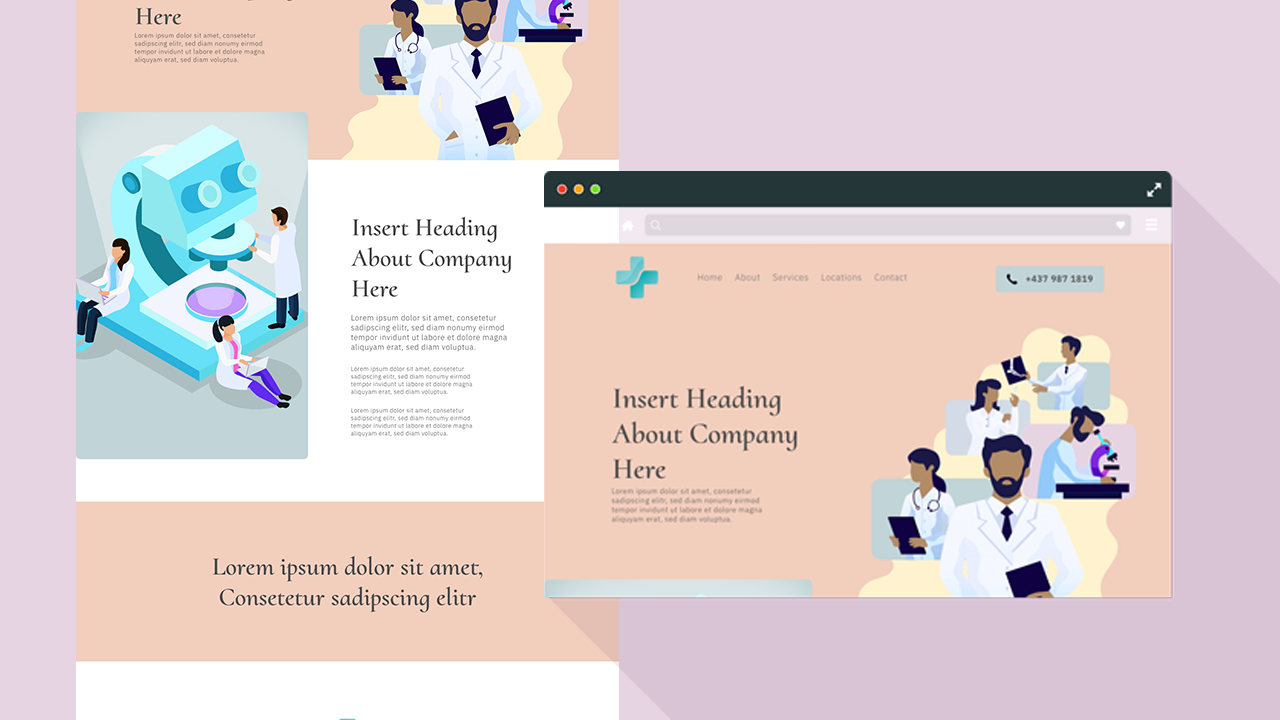 Here
Lorem ipsum dolor sit amet, consetetur
sadipscing elitr, sed diam nonumy eirmod
tempor invidunt ut labore et dolore magna
aliquyam erat, sed diam voluptua.
Insert Heading
About Company
Here
Lorem ipsum dolor sit amet, consetetur
sadipscing elitr, sed diam nonumy eirmod
tempor invidunt ut labore et dolore magna
aliquyam erat, sed diam voluptua.
Lorem ipsum dolor sit amet, consetetur
sadipscing elitr, sed diam nonumy eirmod
tempor invidunt ut labore et dolore magna
aliquyam erat, sed diam voluptua.
Lorem ipsum dolor sit amet, consetetur
sadipscing elitr, sed diam nonumy eirmod
tempor invidunt ut labore et dolore magna
aliquyam erat, sed diam voluptua.
Lorem ipsum dolor sit amet,
Consetetur sadipscing elitr
Home About Services Locations Contact
+437 987 1819
Insert Heading
About Company
Here
Lorem ipsum dolor sit amet, consetetur
sadipscing elitr, sed diam nonumy eirmod
tempor invidunt ut labore et dolore magna
aliquyam erat, sed diam voluptua.